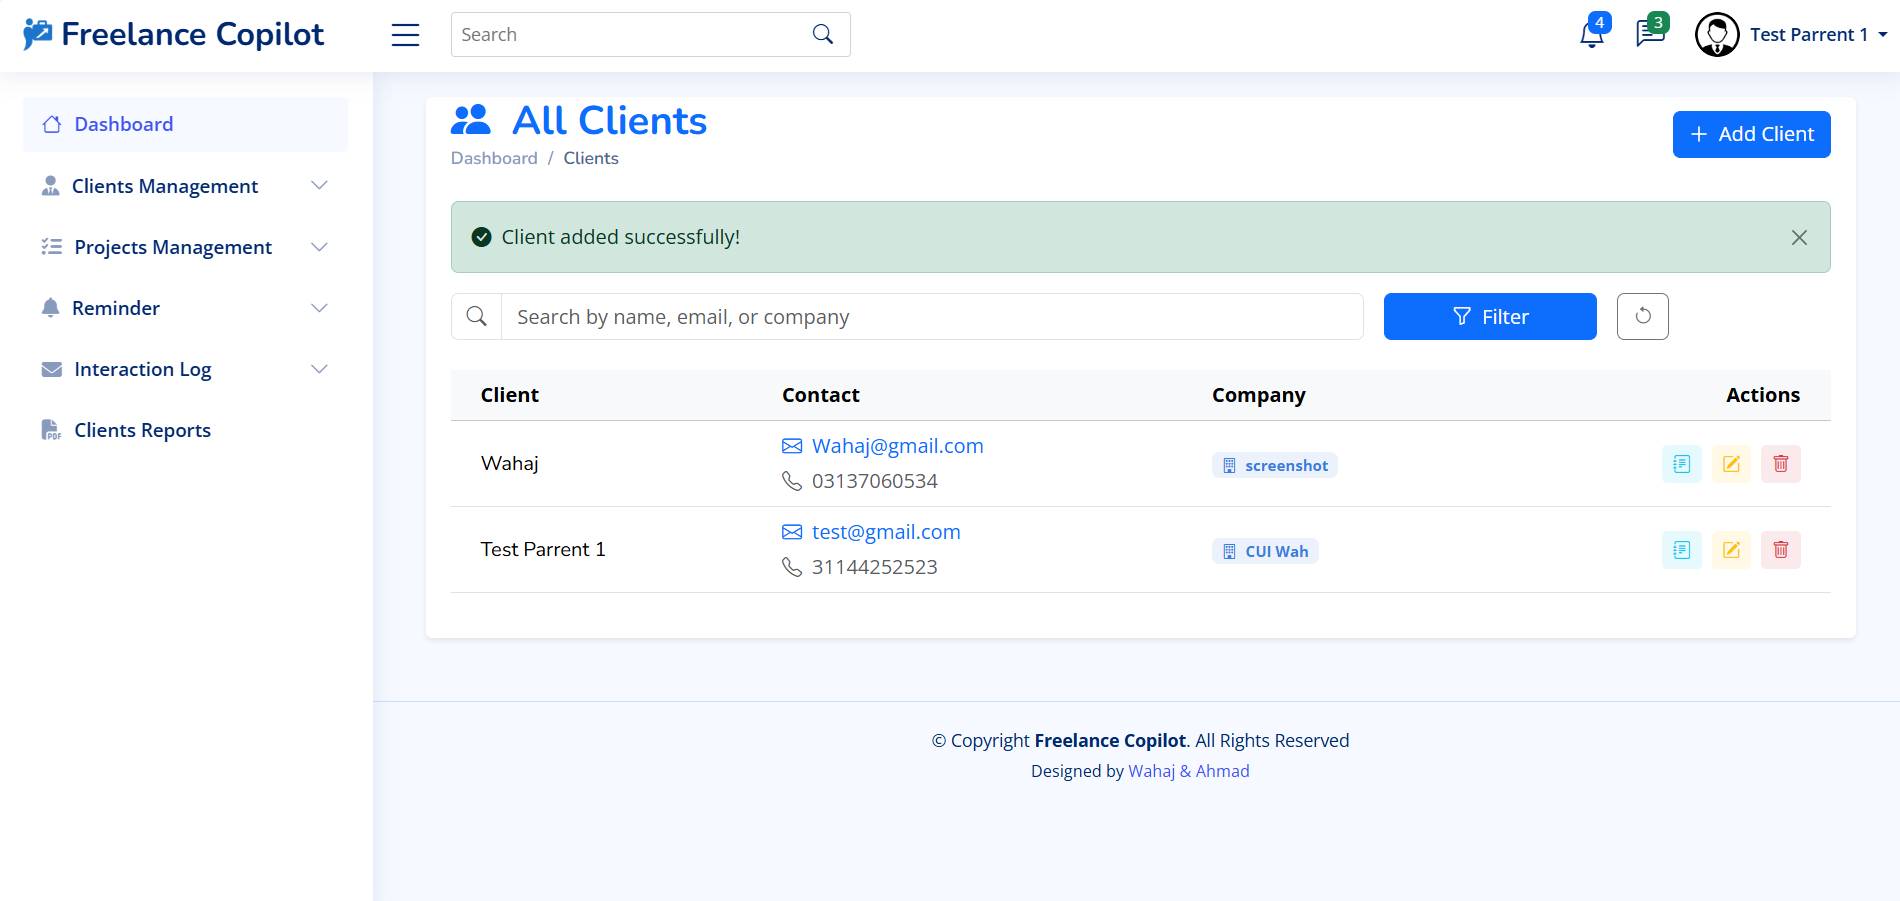 Freelance Copilot
Search
4
3
Test Parrent 1
Dashboard
Clients Management
Projects Management
Reminder
Interaction Log
PDF Clients Reports
All Clients
Dashboard / Clients
+ Add Client
Client added successfully!
Search by name, email, or company
Filter
Client Contact Company Actions
Wahaj
Wahaj@gmail.com
03137060534
screenshot
Test Parrent 1
test@gmail.com
31144252523
CUI Wah
© Copyright Freelance Copilot. All Rights Reserved
Designed by Wahaj & Ahmad